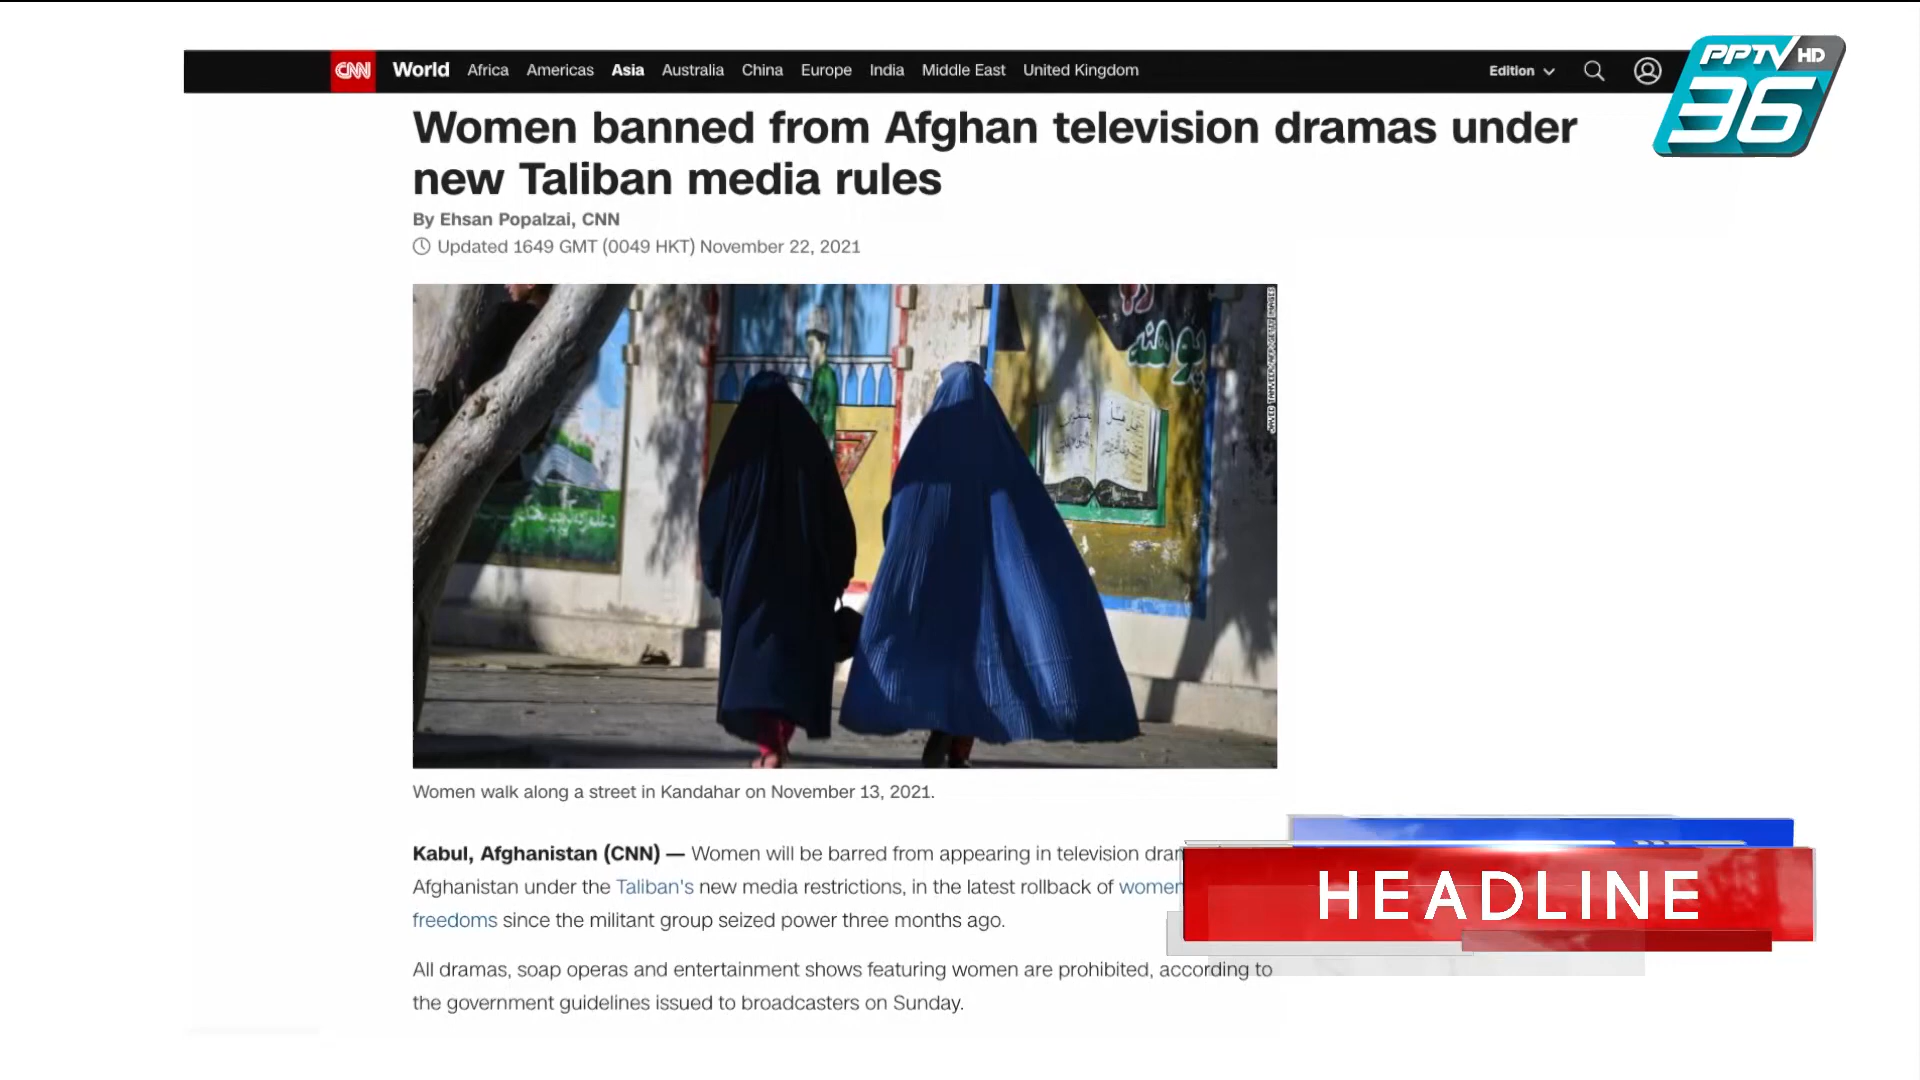 CNN World Africa Americas Asia Australia China Europe India Middle East United Kingdom Edition
PPTV HD
36
Women banned from Afghan television dramas under
new Taliban media rules
By Ehsan Popalzai, CNN
Updated 1649 GMT (0049 HKT) November 22, 2021
پوهنه
Women walk along a street in Kandahar on November 13, 2021.
Kabul, Afghanistan (CNN) — Women will be barred from appearing in television
Afghanistan under the Taliban's new media restrictions, in the latest rollback of
freedoms since the militant group seized power three months ago.
HEADLINE
All dramas, soap operas and entertainment shows featuring women are prohibited, according to
the government guidelines issued to broadcasters on Sunday.